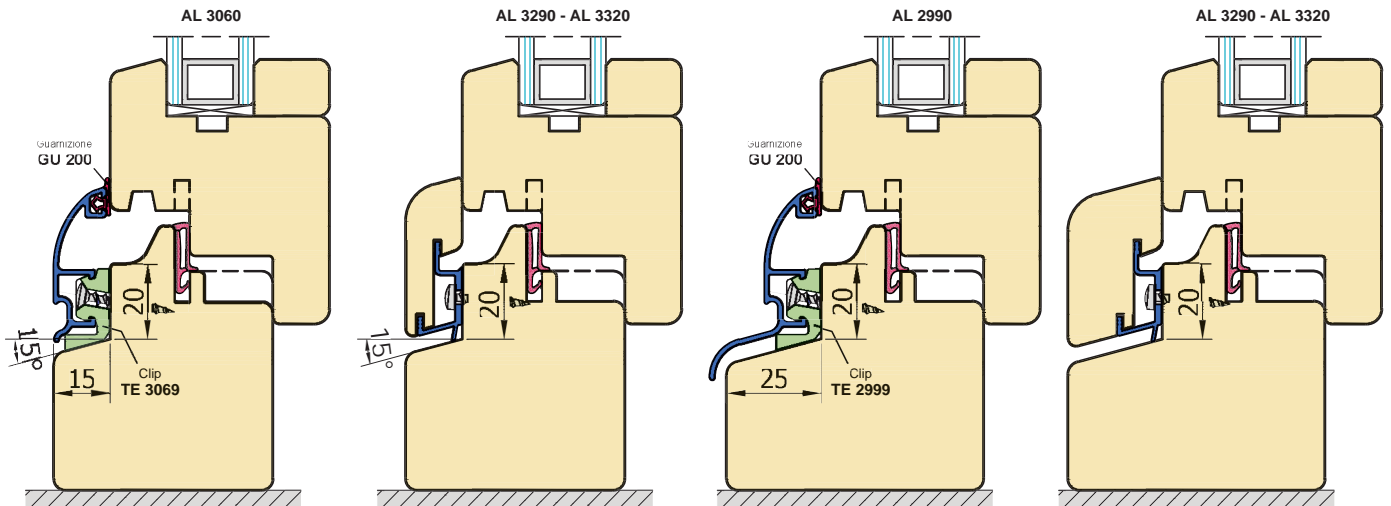 AL 3060
AL 3290 - AL 3320
AL 2990
AL 3290 - AL 3320
Guarnizione
GU 200
Guarnizione
GU 200
20
20
20
20
15°
15°
15
25
Clip
TE 3069
Clip
TE 2999